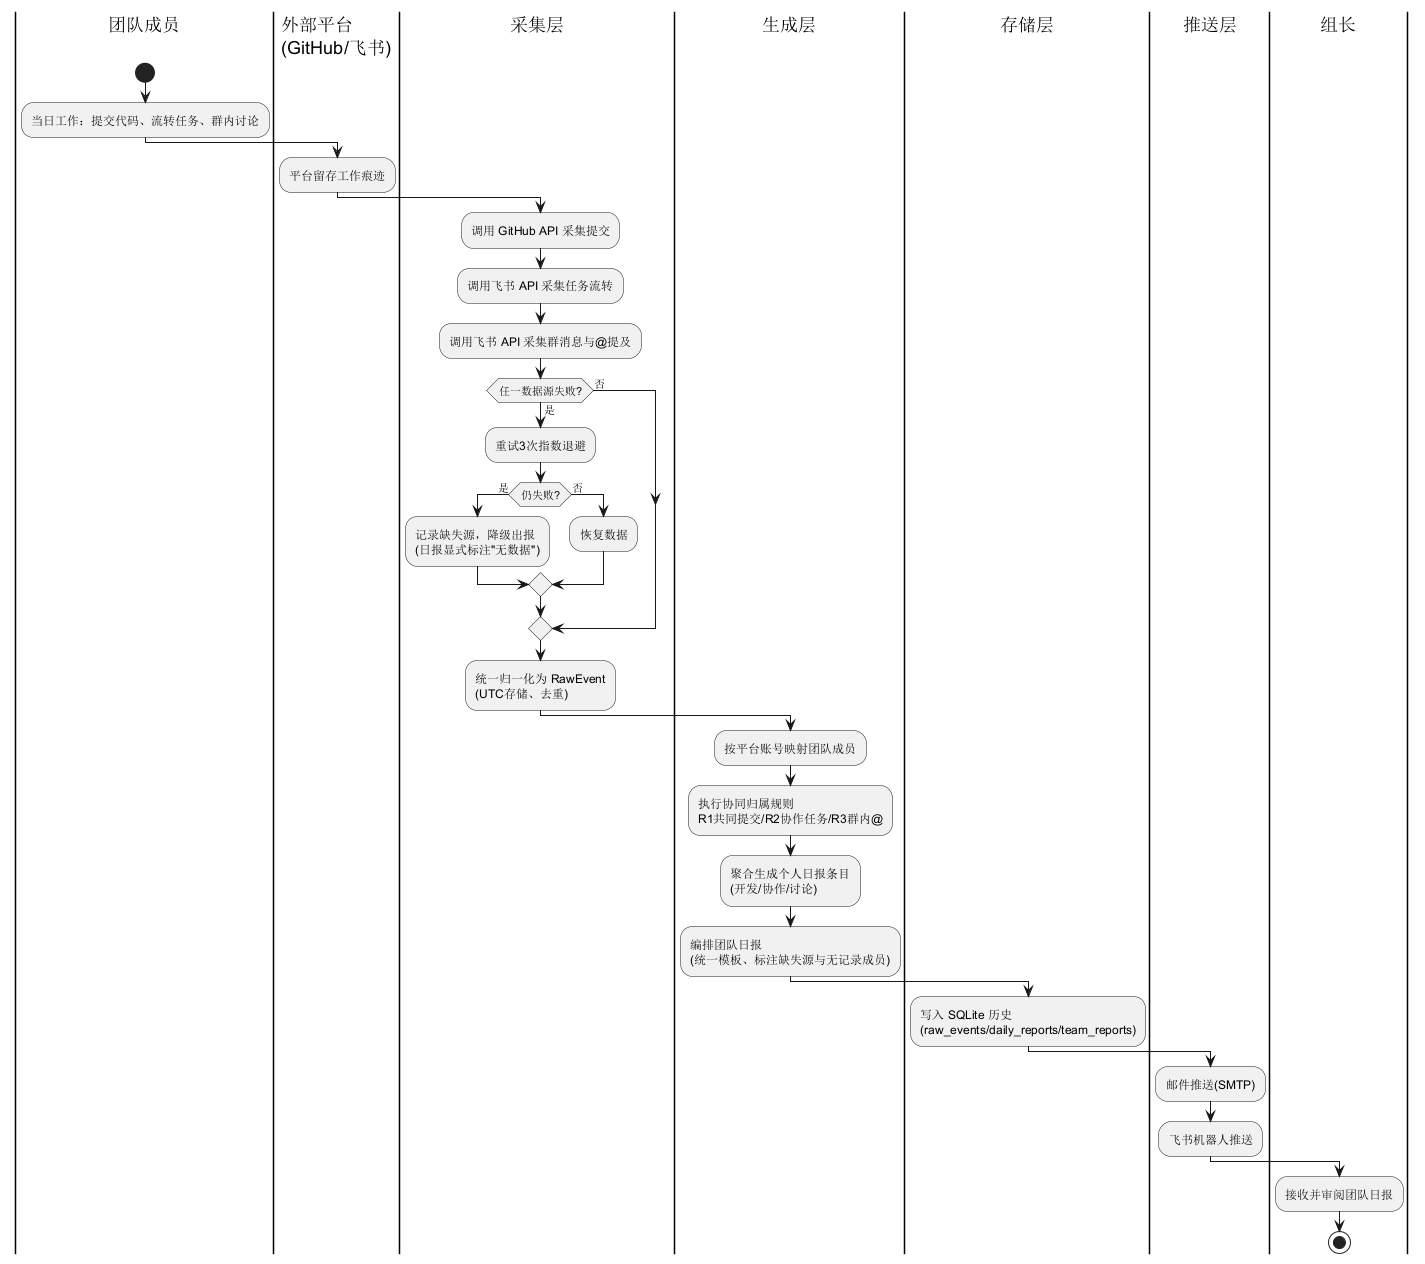 团队成员
外部平台
(GitHub/飞书)
采集层
生成层
存储层
推送层
组长
当日工作：提交代码、流转任务、群内讨论
平台留存工作痕迹
调用 GitHub API 采集提交
调用飞书 API 采集任务流转
调用飞书 API 采集群消息与@提及
任一数据源失败?
否
是
重试3次指数退避
是
仍失败?
否
记录缺失源，降级出报
(日报显式标注"无数据")
恢复数据
统一归一化为 RawEvent
(UTC存储、去重)
按平台账号映射团队成员
执行协同归属规则
R1共同提交/R2协作任务/R3群内@
聚合生成个人日报条目
(开发/协作/讨论)
编排团队日报
(统一模板、标注缺失源与无记录成员)
写入 SQLite 历史
(raw_events/daily_reports/team_reports)
邮件推送(SMTP)
飞书机器人推送
接收并审阅团队日报